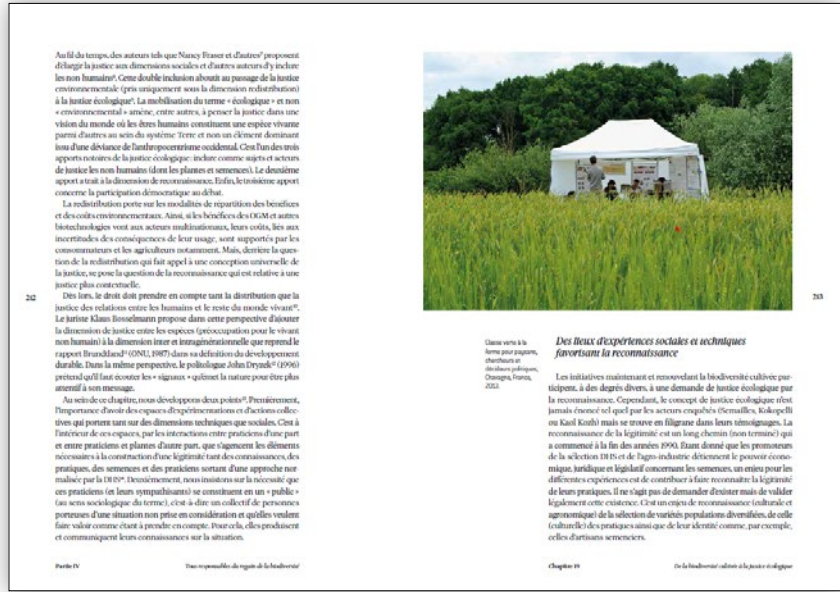 Au fil du temps, des auteurs tels que Nancy Fraser et d'autres⁷ proposent
d'élargir la justice aux dimensions sociales et d'autres auteurs d'y inclure
les non humains⁸. Cette double inclusion aboutit au passage de la justice
environnementale (pris uniquement sous la dimension redistribution)
à la justice écologique⁹. La mobilisation du terme « écologique » et non
« environnemental » amène, entre autres, à penser la justice dans une
vision du monde où les êtres humains constituent une espèce vivante
parmi d'autres au sein du système Terre et non un élément dominant
issu d'une déviance de l'anthropocentrisme occidental. C'est l'un des trois
apports notoires de la justice écologique : inclure comme sujets et acteurs
de justice les non humains (dont les plantes et semences). Le deuxième
apport a trait à la dimension de reconnaissance. Enfin, le troisième apport
concerne la participation démocratique au débat.
La redistribution porte sur les modalités de répartition des bénéfices
et des coûts environnementaux. Ainsi, si les bénéfices des OGM et autres
biotechnologies vont aux acteurs multinationaux, leurs coûts, liés aux
incertitudes des conséquences de leur usage, sont supportés par les
consommateurs et les agriculteurs notamment. Mais, derrière la ques-
tion de la redistribution qui fait appel à une conception universelle de
la justice, se pose la question de la reconnaissance qui est relative à une
justice plus contextuelle.
Dès lors, le droit doit prendre en compte tant la distribution que la
justice des relations entre les humains et le reste du monde vivant¹⁰.
Le juriste Klaus Bosselmann propose dans cette perspective d'ajouter
la dimension de justice entre les espèces (préoccupation pour le vivant
non humain) à la dimension inter et intragénérationnelle que reprend le
rapport Brundtland¹¹ (ONU, 1987) dans sa définition du développement
durable. Dans la même perspective, le politologue John Dryzek¹² (1996)
prétend qu'il faut écouter les « signaux » qu'émet la nature pour être plus
attentif à son message.
Au sein de ce chapitre, nous développons deux points¹³. Premièrement,
l'importance d'avoir des espaces d'expérimentations et d'actions collec-
tives qui portent tant sur des dimensions techniques que sociales. C'est à
l'intérieur de ces espaces, par les interactions entre praticiens d'une part
et entre praticiens et plantes d'autre part, que s'agencent les éléments
nécessaires à la construction d'une légitimité tant des connaissances, des
pratiques, des semences et des praticiens sortant d'une approche nor-
malisée par la DHS¹⁴. Deuxièmement, nous insistons sur la nécessité que
ces praticiens (et leurs sympathisants) se constituent en un « public »
(au sens sociologique du terme), c'est-à-dire un collectif de personnes
porteuses d'une situation non prise en considération et qu'elles veulent
faire valoir comme étant à prendre en compte. Pour cela, elles produisent
et communiquent leurs connaissances sur la situation.
212
Partie IV
Tous responsables du regain de la biodiversité
Classe verte à la
ferme pour paysans,
chercheurs et
décideurs politiques,
Chavagne, France,
2013.
Des lieux d'expériences sociales et techniques
favorisant la reconnaissance
Les initiatives maintenant et renouvelant la biodiversité cultivée par-
ticipent, à des degrés divers, à une demande de justice écologique par
la reconnaissance. Cependant, le concept de justice écologique n'est
jamais énoncé tel quel par les acteurs enquêtés (Semailles, Kokopelli
ou Kaol Kozh) mais se trouve en filigrane dans leurs témoignages. La
reconnaissance de la légitimité est un long chemin (non terminé) qui
a commencé à la fin des années 1990. Étant donné que les promoteurs
de la sélection DHS et de l'agro-industrie détiennent le pouvoir écono-
mique, juridique et législatif concernant les semences, un enjeu pour les
différentes expériences est de contribuer à faire reconnaître la légitimité
de leurs pratiques. Il ne s'agit pas de demander d'exister mais de valider
légalement cette existence. C'est un enjeu de reconnaissance (culturale et
agronomique) de la sélection de variétés populations diversifiées, de celle
(culturelle) des pratiques ainsi que de leur identité comme, par exemple,
celles d'artisans semenciers.
213
Chapitre 19
De la biodiversité cultivée à la justice écologique